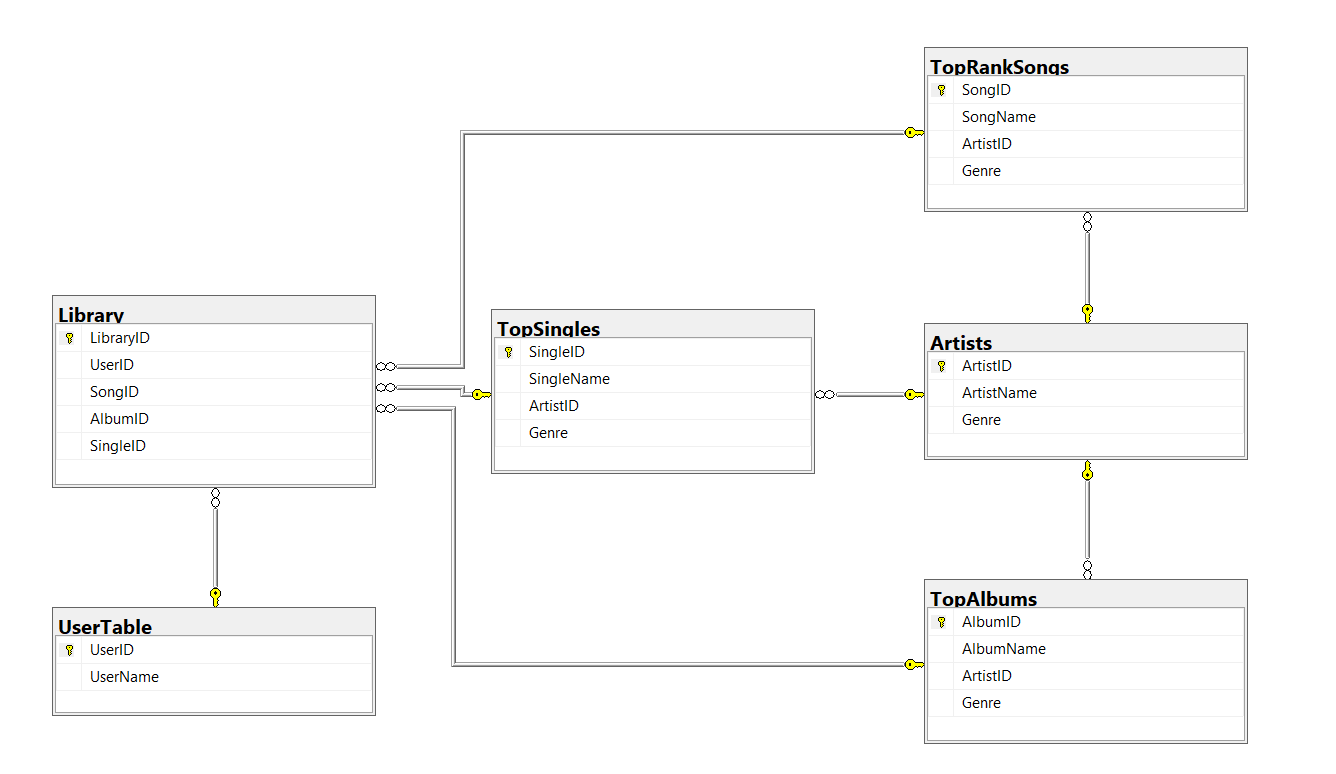 TopRankSongs
SongID
SongName
ArtistID
Genre
Library
LibraryID
UserID
SongID
AlbumID
SingleID
TopSingles
SingleID
SingleName
ArtistID
Genre
Artists
ArtistID
ArtistName
Genre
UserTable
UserID
UserName
TopAlbums
AlbumID
AlbumName
ArtistID
Genre